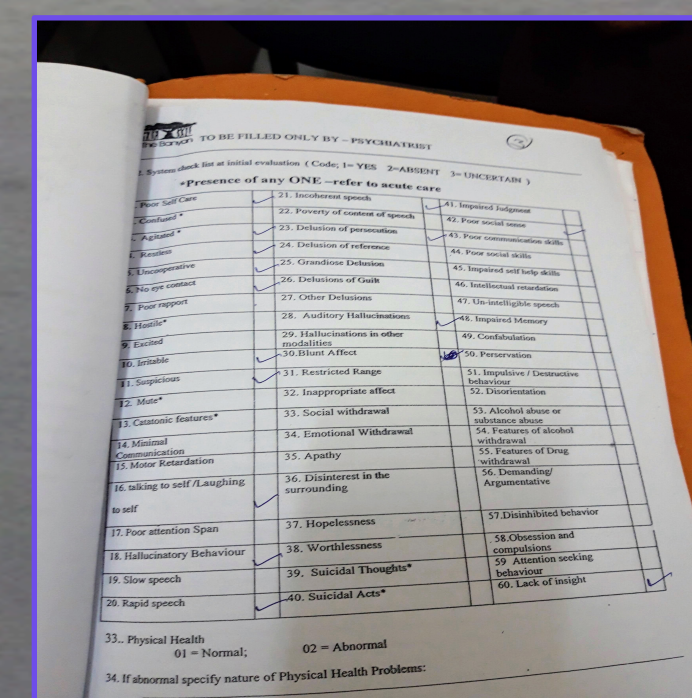 The Banyan TO BE FILLED ONLY BY – PSYCHIATRIST
System check list at initial evaluation ( Code; 1= YES 2=ABSENT 3= UNCERTAIN )
*Presence of any ONE –refer to acute care
Poor Self Care
Confused *
Agitated *
Restless
5. Uncooperative
6. No eye contact
7. Poor rapport
8. Hostile*
9. Excited
10. Irritable
11. Suspicious
12. Mute*
13. Catatonic features*
14. Minimal
Communication
15. Motor Retardation
16. talking to self /Laughing
to self
17. Poor attention Span
18. Hallucinatory Behaviour
19. Slow speech
20. Rapid speech
21. Incoherent speech
22. Poverty of content of speech
23. Delusion of persecution
24. Delusion of reference
25. Grandiose Delusion
26. Delusions of Guilt
27. Other Delusions
28. Auditory Hallucinations
29. Hallucinations in other
modalities
30.Blunt Affect
31. Restricted Range
32. Inappropriate affect
33. Social withdrawal
34. Emotional Withdrawal
35. Apathy
36. Disinterest in the
surrounding
37. Hopelessness
38. Worthlessness
39. Suicidal Thoughts*
40. Suicidal Acts*
41. Impaired Judgment
42. Poor social sense
43. Poor communication skills
44. Poor social skills
45. Impaired self help skills
46. Intellectual retardation
47. Un-intelligible speech
48. Impaired Memory
49. Confabulation
50. Perservation
51. Impulsive / Destructive
behaviour
52. Disorientation
53. Alcohol abuse or
substance abuse
54. Features of alcohol
withdrawal
55. Features of Drug
withdrawal
56. Demanding/
Argumentative
57.Disinhibited behavior
58.Obsession and
compulsions
59 Attention seeking
behaviour
60. Lack of insight
33.. Physical Health
01 = Normal; 02 = Abnormal
34. If abnormal specify nature of Physical Health Problems: